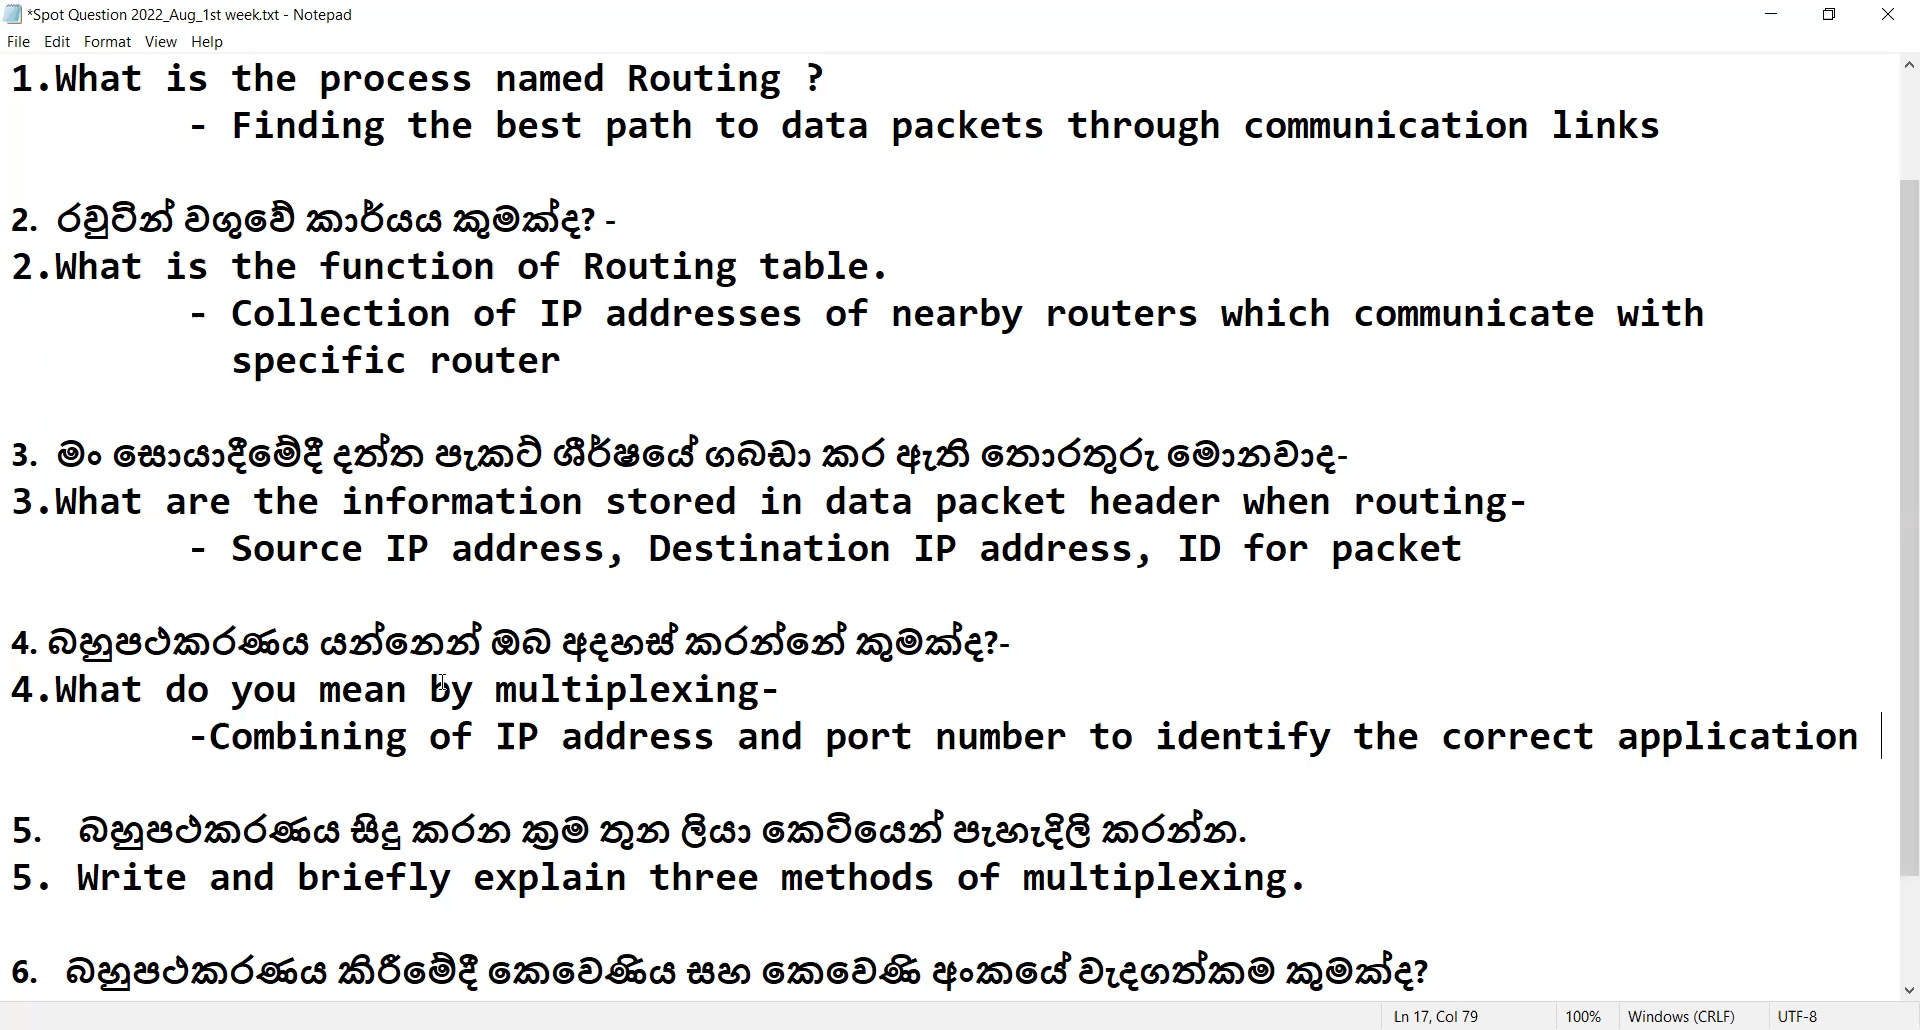 *Spot Question 2022_Aug_1st week.txt - Notepad
File Edit Format View Help
1.What is the process named Routing ?
- Finding the best path to data packets through communication links
2. රවුටින් වගුවේ කාර්යය කුමක්ද? -
2.What is the function of Routing table.
- Collection of IP addresses of nearby routers which communicate with
specific router
3. මං සොයාදීමේදී දත්ත පැකට් ශීර්ෂයේ ගබඩා කර ඇති තොරතුරු මොනවාද-
3.What are the information stored in data packet header when routing-
- Source IP address, Destination IP address, ID for packet
4. බහුපථකරණය යන්නෙන් ඔබ අදහස් කරන්නේ කුමක්ද?-
4.What do you mean by multiplexing-
-Combining of IP address and port number to identify the correct application
5. බහුපථකරණය සිදු කරන ක්‍රම තුන ලියා කෙටියෙන් පැහැදිලි කරන්න.
5. Write and briefly explain three methods of multiplexing.
6. බහුපථකරණය කිරීමේදී කෙවෙණිය සහ කෙවෙණි අංකයේ වැදගත්කම කුමක්ද?
Ln 17, Col 79 100% Windows (CRLF) UTF-8